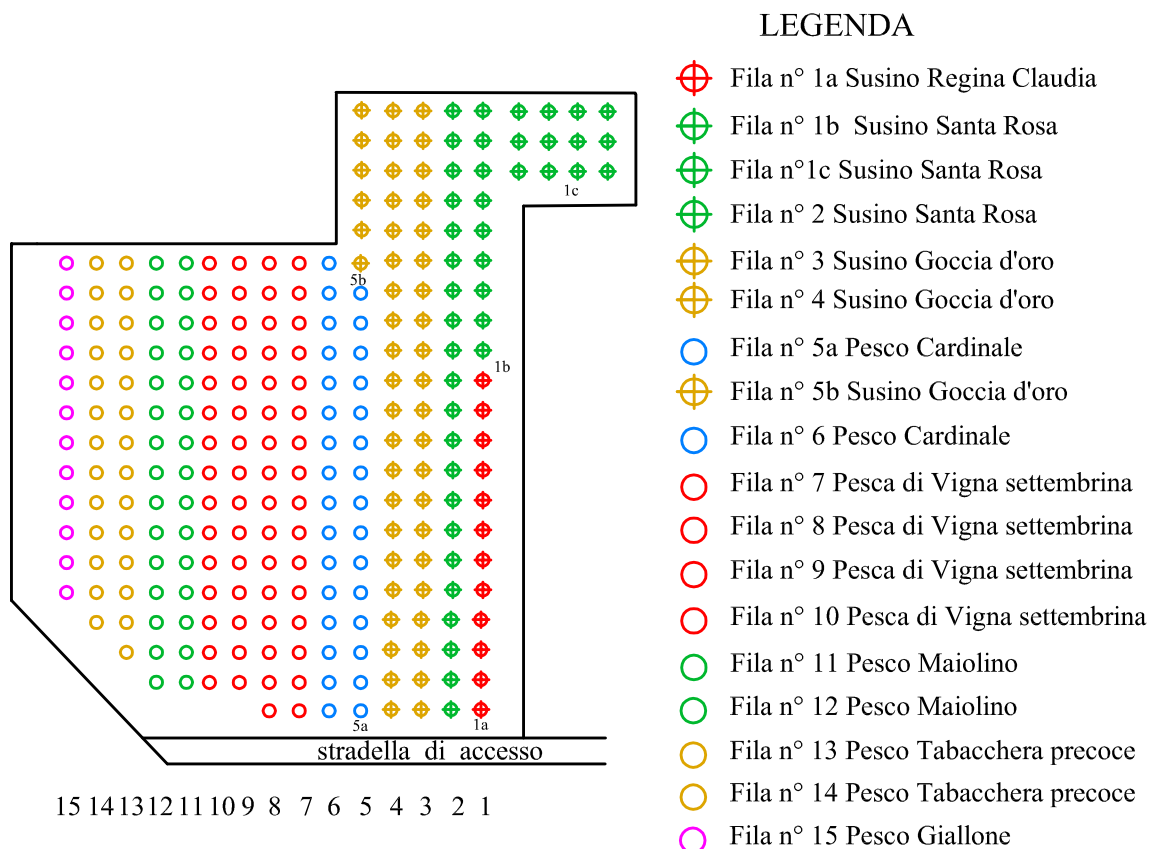 LEGENDA
Fila n° 1a Susino Regina Claudia
Fila n° 1b Susino Santa Rosa
Fila n°1c Susino Santa Rosa
Fila n° 2 Susino Santa Rosa
Fila n° 3 Susino Goccia d'oro
Fila n° 4 Susino Goccia d'oro
Fila n° 5a Pesco Cardinale
Fila n° 5b Susino Goccia d'oro
Fila n° 6 Pesco Cardinale
Fila n° 7 Pesca di Vigna settembrina
Fila n° 8 Pesca di Vigna settembrina
Fila n° 9 Pesca di Vigna settembrina
Fila n° 10 Pesca di Vigna settembrina
Fila n° 11 Pesco Maiolino
Fila n° 12 Pesco Maiolino
Fila n° 13 Pesco Tabacchera precoce
Fila n° 14 Pesco Tabacchera precoce
Fila n° 15 Pesco Giallone
1c
5b
1b
5a
1a
stradella di accesso
15 14 13 12 11 10 9 8 7 6 5 4 3 2 1